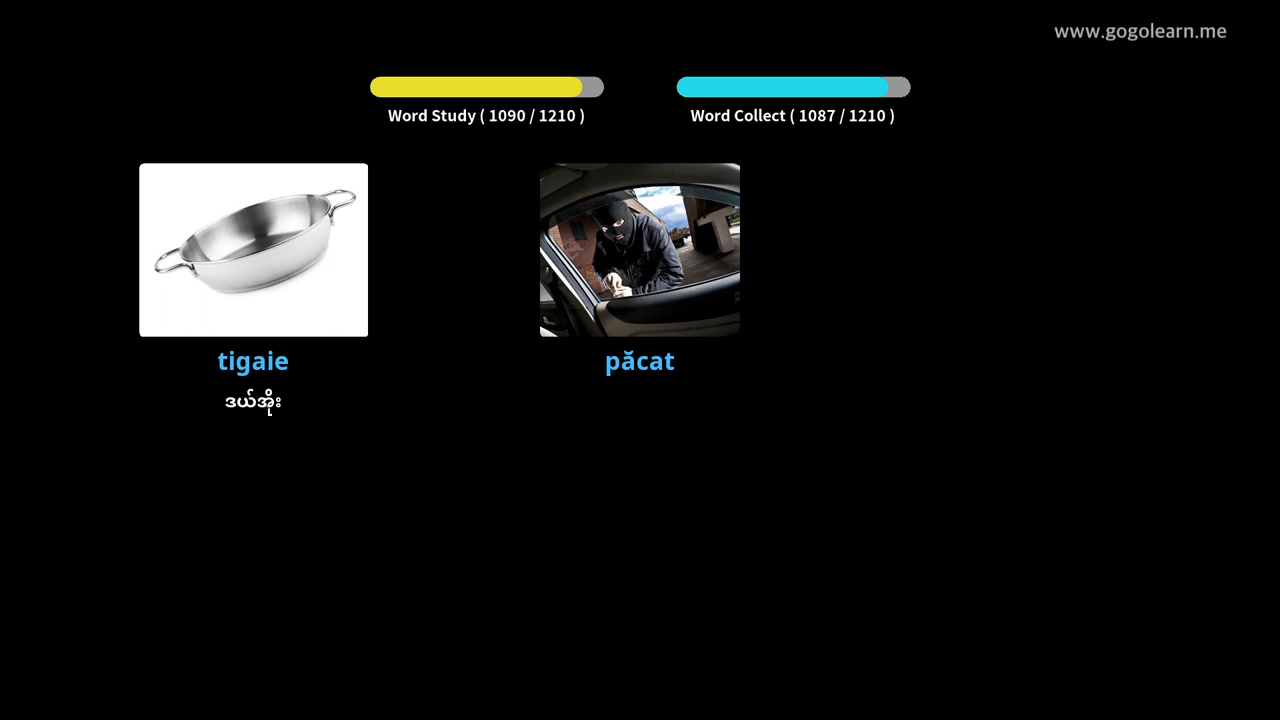 www.gogolearn.me
Word Study ( 1090 / 1210 )
Word Collect ( 1087 / 1210 )
tigaie
păcat
ဒယ်အိုး